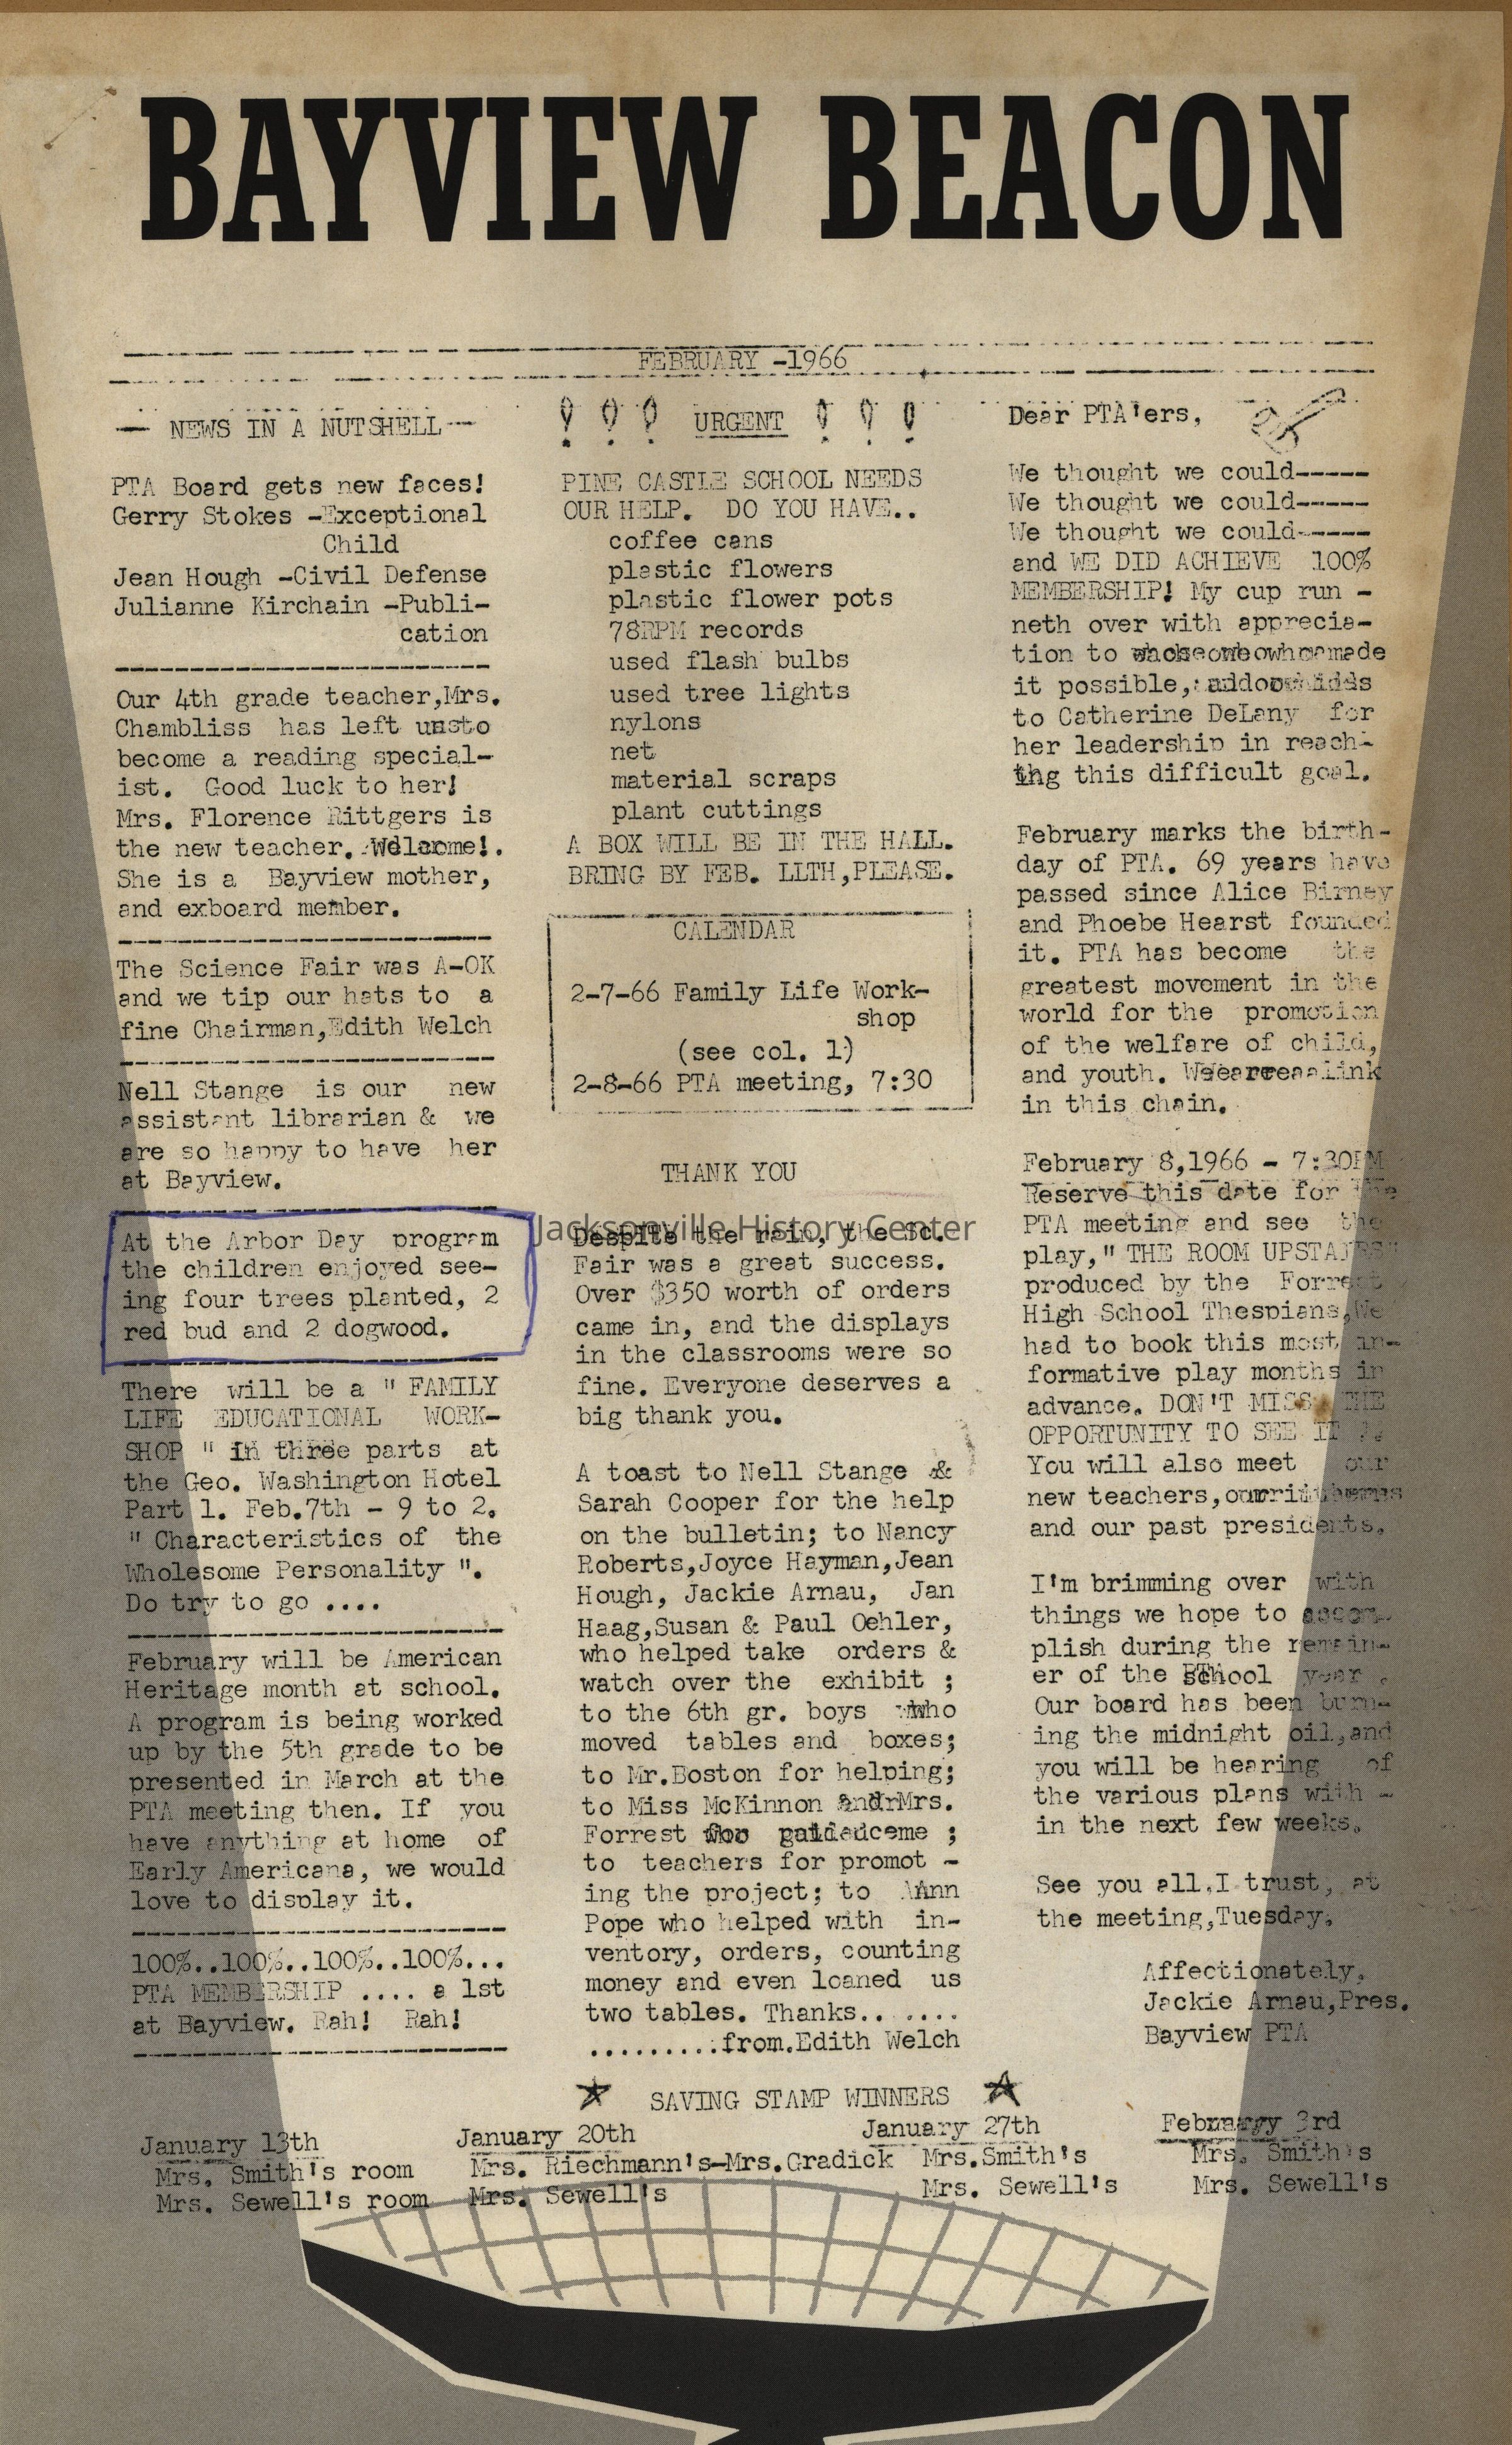 BAYVIEW BEACON
FEBRUARY -1966
— NEWS IN A NUTSHELL —
PTA Board gets new faces!
Gerry Stokes -Exceptional
Child
Jean Hough -Civil Defense
Julianne Kirchain -Publi-
cation
Our 4th grade teacher,Mrs.
Chambliss has left us to
become a reading special-
ist. Good luck to her!
Mrs. Florence Rittgers is
the new teacher. Welcome!.
She is a Bayview mother,
and exboard member.
The Science Fair was A-OK
and we tip our hats to a
fine Chairman,Edith Welch
Nell Stange is our new
assistant librarian & we
are so happy to have her
at Bayview.
At the Arbor Day program
the children enjoyed see-
ing four trees planted, 2
red bud and 2 dogwood.
There will be a " FAMILY
LIFE EDUCATIONAL WORK-
SHOP " in three parts at
the Geo. Washington Hotel
Part 1. Feb.7th - 9 to 2.
" Characteristics of the
Wholesome Personality ".
Do try to go ....
February will be American
Heritage month at school.
A program is being worked
up by the 5th grade to be
presented in March at the
PTA meeting then. If you
have anything at home of
Early Americana, we would
love to display it.
100%..100%..100%..100%...
PTA MEMBERSHIP .... a 1st
at Bayview. Rah! Rah!
! ! ! URGENT ! ! !
PINE CASTLE SCHOOL NEEDS
OUR HELP. DO YOU HAVE..
coffee cans
plastic flowers
plastic flower pots
78RPM records
used flash bulbs
used tree lights
nylons
net
material scraps
plant cuttings
A BOX WILL BE IN THE HALL.
BRING BY FEB. LLTH,PLEASE.
CALENDAR
2-7-66 Family Life Work-
shop
(see col. 1)
2-8-66 PTA meeting, 7:30
THANK YOU
Jacksonville History Center
Despite the rain, the Sc.
Fair was a great success.
Over $350 worth of orders
came in, and the displays
in the classrooms were so
fine. Everyone deserves a
big thank you.
A toast to Nell Stange &
Sarah Cooper for the help
on the bulletin; to Nancy
Roberts,Joyce Hayman,Jean
Hough, Jackie Arnau, Jan
Haag,Susan & Paul Oehler,
who helped take orders &
watch over the exhibit ;
to the 6th gr. boys who
moved tables and boxes;
to Mr.Boston for helping;
to Miss McKinnon and Mrs.
Forrest for ;
to teachers for promot -
ing the project; to Ann
Pope who helped with in-
ventory, orders, counting
money and even loaned us
two tables. Thanks.. ....
.........from.Edith Welch
Dear PTA'ers,
We thought we could-----
We thought we could-----
We thought we could-----
and WE DID ACHIEVE 100%
MEMBERSHIP! My cup run -
neth over with apprecia-
tion to made
it possible,
to Catherine DeLany for
her leadership in reach-
ing this difficult goal.
February marks the birth-
day of PTA. 69 years have
passed since Alice Birney
and Phoebe Hearst founded
it. PTA has become the
greatest movement in the
world for the promotion
of the welfare of child,
and youth. We are a link
in this chain.
February 8,1966 - 7:30PM
Reserve this date for the
PTA meeting and see the
play," THE ROOM UPSTAIRS"
produced by the Forrest
High School Thespians,We
had to book this most in-
formative play months in
advance. DON'T MISS THE
OPPORTUNITY TO SEE IT
You will also meet our
new teachers,
and our past presidents.
I'm brimming over with
things we hope to accom-
plish during the remain-
er of the school year .
Our board has been burn-
ing the midnight oil,and
you will be hearing of
the various plans with -
in the next few weeks.
See you all,I trust, at
the meeting,Tuesday.
Affectionately,
Jackie Arnau,Pres.
Bayview PTA
SAVING STAMP WINNERS
January 13th
Mrs. Smith's room
Mrs. Sewell's room
January 20th
Mrs. Riechmann's-Mrs.Gradick
Mrs. Sewell's
January 27th
Mrs.Smith's
Mrs. Sewell's
February 3rd
Mrs. Smith's
Mrs. Sewell's